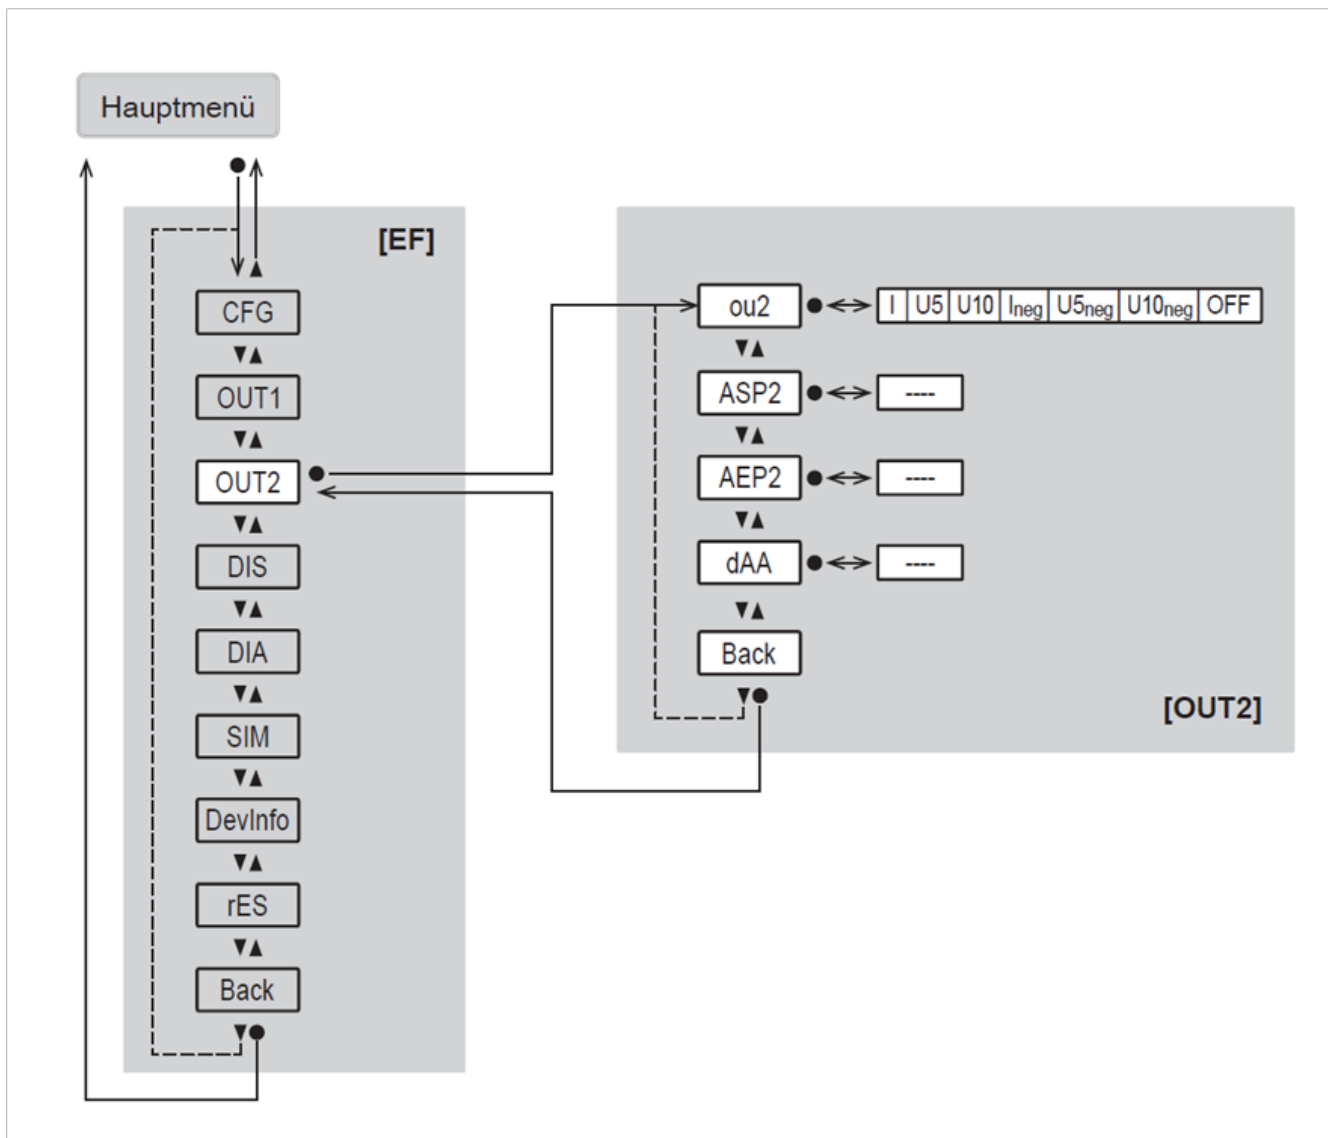 Hauptmenü
[EF]
CFG
OUT1
OUT2
DIS
DIA
SIM
DevInfo
rES
Back
ou2
I U5 U10 Ineg U5neg U10neg OFF
ASP2
----
AEP2
----
dAA
----
Back
[OUT2]